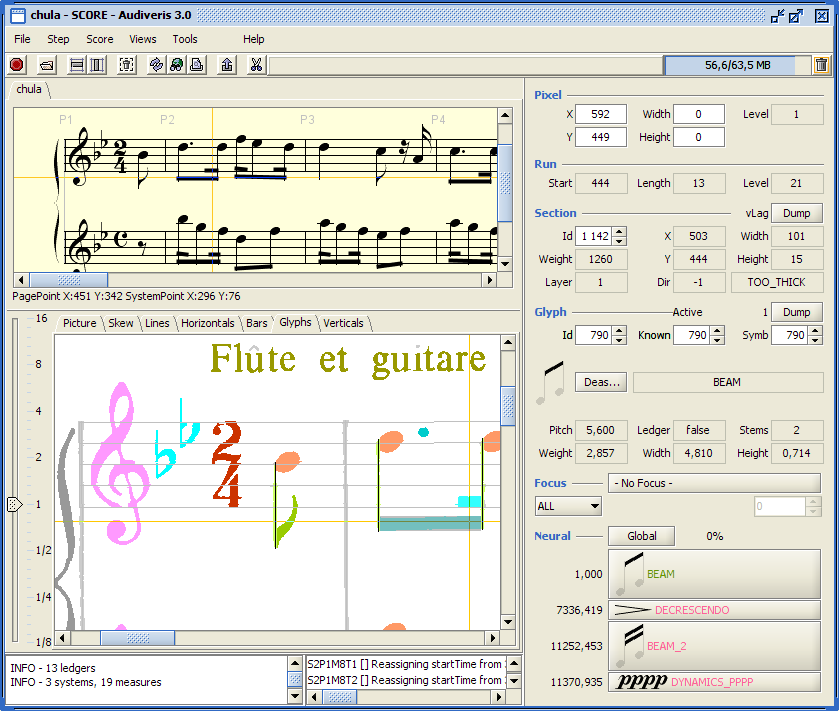 chula - SCORE - Audiveris 3.0
File Step Score Views Tools Help
56,6/63,5 MB
chula
P1 P2 P3 P4
PagePoint X:451 Y:342 SystemPoint X:296 Y:76
16
8
4
2
1
1/2
1/4
1/8
Picture Skew Lines Horizontals Bars Glyphs Verticals
Flûte et guitare
2
4
INFO - 13 ledgers
INFO - 3 systems, 19 measures
S2P1M8T1 [] Reassigning startTime from
S2P1M8T2 [] Reassigning startTime from
Pixel
X 592 Width 0 Level 1
Y 449 Height 0
Run
Start 444 Length 13 Level 21
Section vLag Dump
Id 1 142 X 503 Width 101
Weight 1260 Y 444 Height 15
Layer 1 Dir -1 TOO_THICK
Glyph Active 1 Dump
Id 790 Known 790 Symb 790
Deas... BEAM
Pitch 5,600 Ledger false Stems 2
Weight 2,857 Width 4,810 Height 0,714
Focus - No Focus -
ALL 0
Neural Global 0%
1,000 BEAM
7336,419 DECRESCENDO
11252,453 BEAM_2
11370,935 pppp DYNAMICS_PPPP